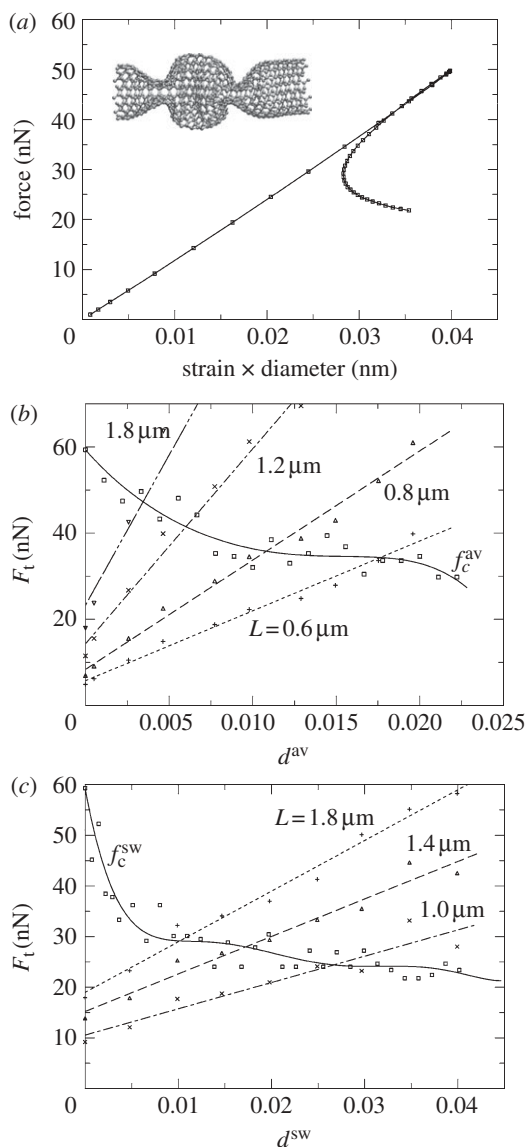 (a)
60
50
40
30
20
10
0
force (nN)
0.01 0.02 0.03 0.04
strain × diameter (nm)
(b)
60
40
20
0
F_t (nN)
1.8 μm
1.2 μm
0.8 μm
L = 0.6 μm
f_c^av
0.005 0.010 0.015 0.020 0.025
d^av
(c)
60
50
40
30
20
10
0
F_t (nN)
f_c^sw
L = 1.8 μm
1.4 μm
1.0 μm
0.01 0.02 0.03 0.04
d^sw